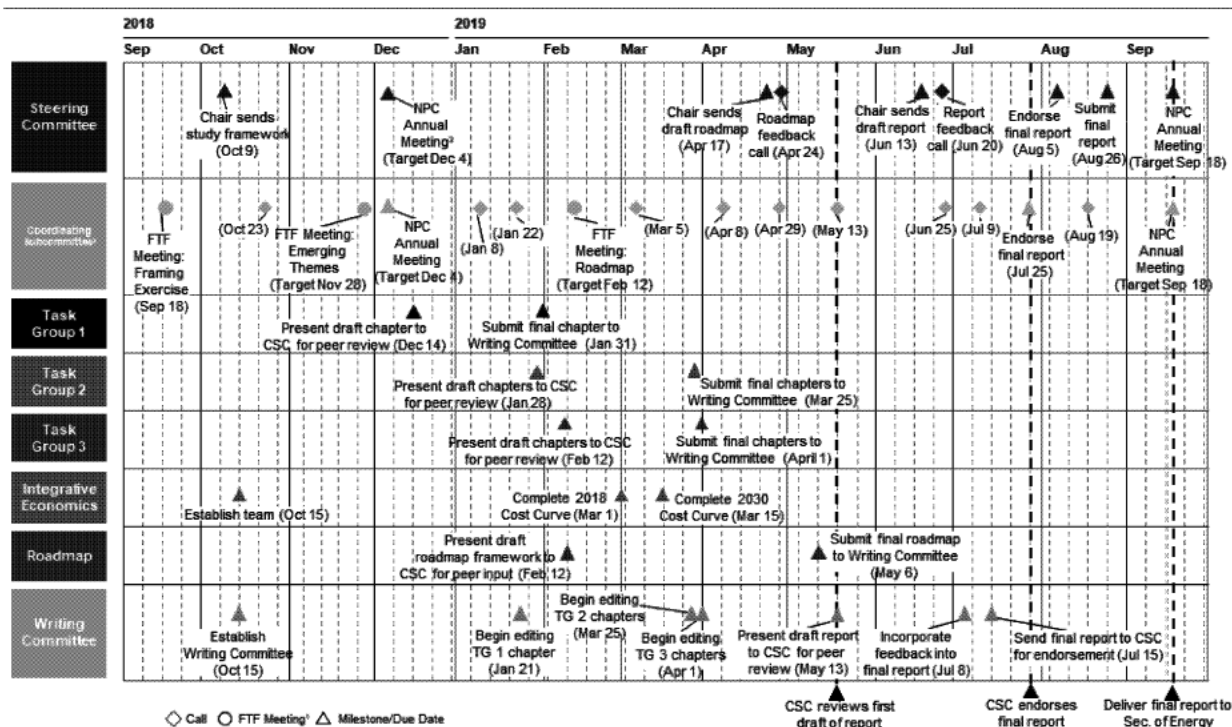 2018
2019
Sep
Oct
Nov
Dec
Jan
Feb
Mar
Apr
May
Jun
Jul
Aug
Sep
Steering
Committee
Chair sends
study framework
(Oct 9)
NPC
Annual
Meeting³
(Target Dec 4)
Chair sends
draft roadmap
(Apr 17)
Roadmap
feedback
call (Apr 24)
Chair sends
draft report
(Jun 13)
Report
feedback
call (Jun 20)
Endorse
final report
(Aug 5)
Submit
final
report
(Aug 26)
NPC
Annual
Meeting
(Target Sep 18)
Coordinating
Subcommittee¹
FTF
Meeting:
Framing
Exercise
(Sep 18)
(Oct 23)
FTF Meeting:
Emerging
Themes
(Target Nov 28)
NPC
Annual
Meeting
(Target Dec 4)
(Jan 8)
(Jan 22)
FTF
Meeting:
Roadmap
(Target Feb 12)
(Mar 5)
(Apr 8)
(Apr 29)
(May 13)
(Jun 25)
(Jul 9)
Endorse
final report
(Jul 25)
(Aug 19)
NPC
Annual
Meeting
(Target Sep 18)
Task
Group 1
Present draft chapter to
CSC for peer review (Dec 14)
Submit final chapter to
Writing Committee (Jan 31)
Task
Group 2
Present draft chapters to CSC
for peer review (Jan 28)
Submit final chapters to
Writing Committee (Mar 25)
Task
Group 3
Present draft chapters to CSC
for peer review (Feb 12)
Submit final chapters to
Writing Committee (April 1)
Integrative
Economics
Establish team (Oct 15)
Complete 2018
Cost Curve (Mar 1)
Complete 2030
Cost Curve (Mar 15)
Roadmap
Present draft
roadmap framework to
CSC for peer input (Feb 12)
Submit final roadmap
to Writing Committee
(May 6)
Writing
Committee
Establish
Writing Committee
(Oct 15)
Begin editing
TG 1 chapter
(Jan 21)
Begin editing
TG 2 chapters
(Mar 25)
Begin editing
TG 3 chapters
(Apr 1)
Present draft report
to CSC for peer
review (May 13)
Incorporate
feedback into
final report (Jul 8)
Send final report to CSC
for endorsement (Jul 15)
Call
FTF Meeting¹
Milestone/Due Date
CSC reviews first
draft of report
CSC endorses
final report
Deliver final report to
Sec. of Energy